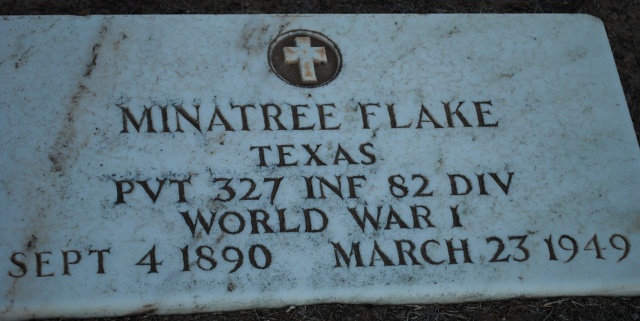 MINATREE FLAKE
TEXAS
PVT 327 INF 82 DIV
WORLD WAR I
SEPT 4 1890 MARCH 23 1949